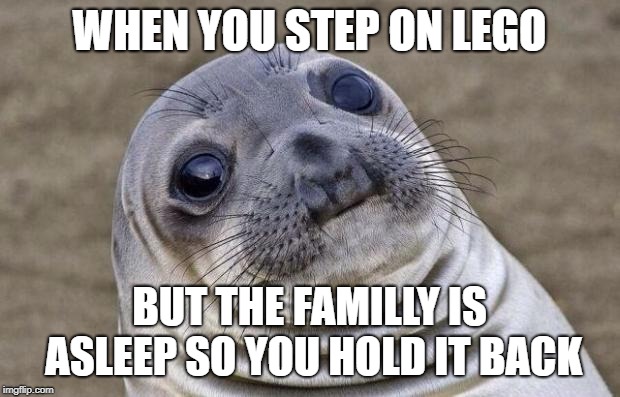 WHEN YOU STEP ON LEGO
BUT THE FAMILLY IS
ASLEEP SO YOU HOLD IT BACK
imgflip.com